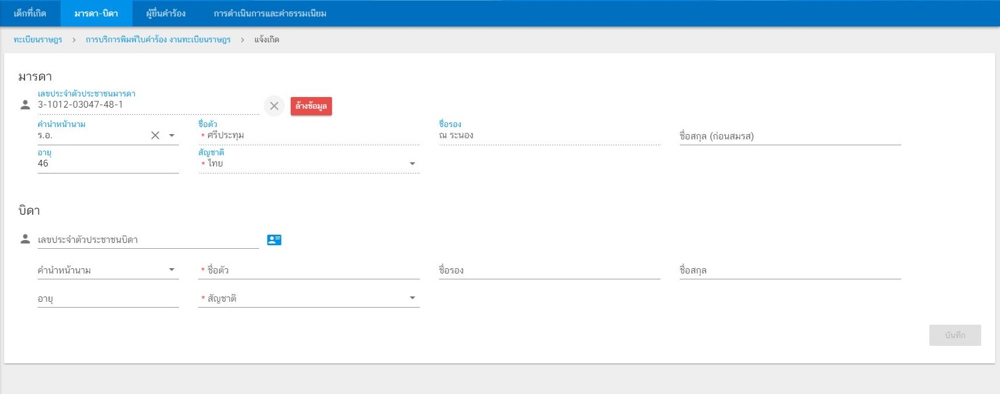 เด็กที่เกิด มารดา-บิดา ผู้ยื่นคำร้อง การดำเนินการและค่าธรรมเนียม
ทะเบียนราษฎร > การบริการพิมพ์ใบคำร้อง งานทะเบียนราษฎร > แจ้งเกิด
มารดา
เลขประจำตัวประชาชนมารดา
3-1012-03047-48-1 ล้างข้อมูล
คำนำหน้านาม ชื่อตัว ชื่อรอง
ร.อ. * ศรีประทุม ณ ระนอง ชื่อสกุล (ก่อนสมรส)
อายุ สัญชาติ
46 * ไทย
บิดา
เลขประจำตัวประชาชนบิดา
คำนำหน้านาม * ชื่อตัว ชื่อรอง ชื่อสกุล
อายุ * สัญชาติ
บันทึก